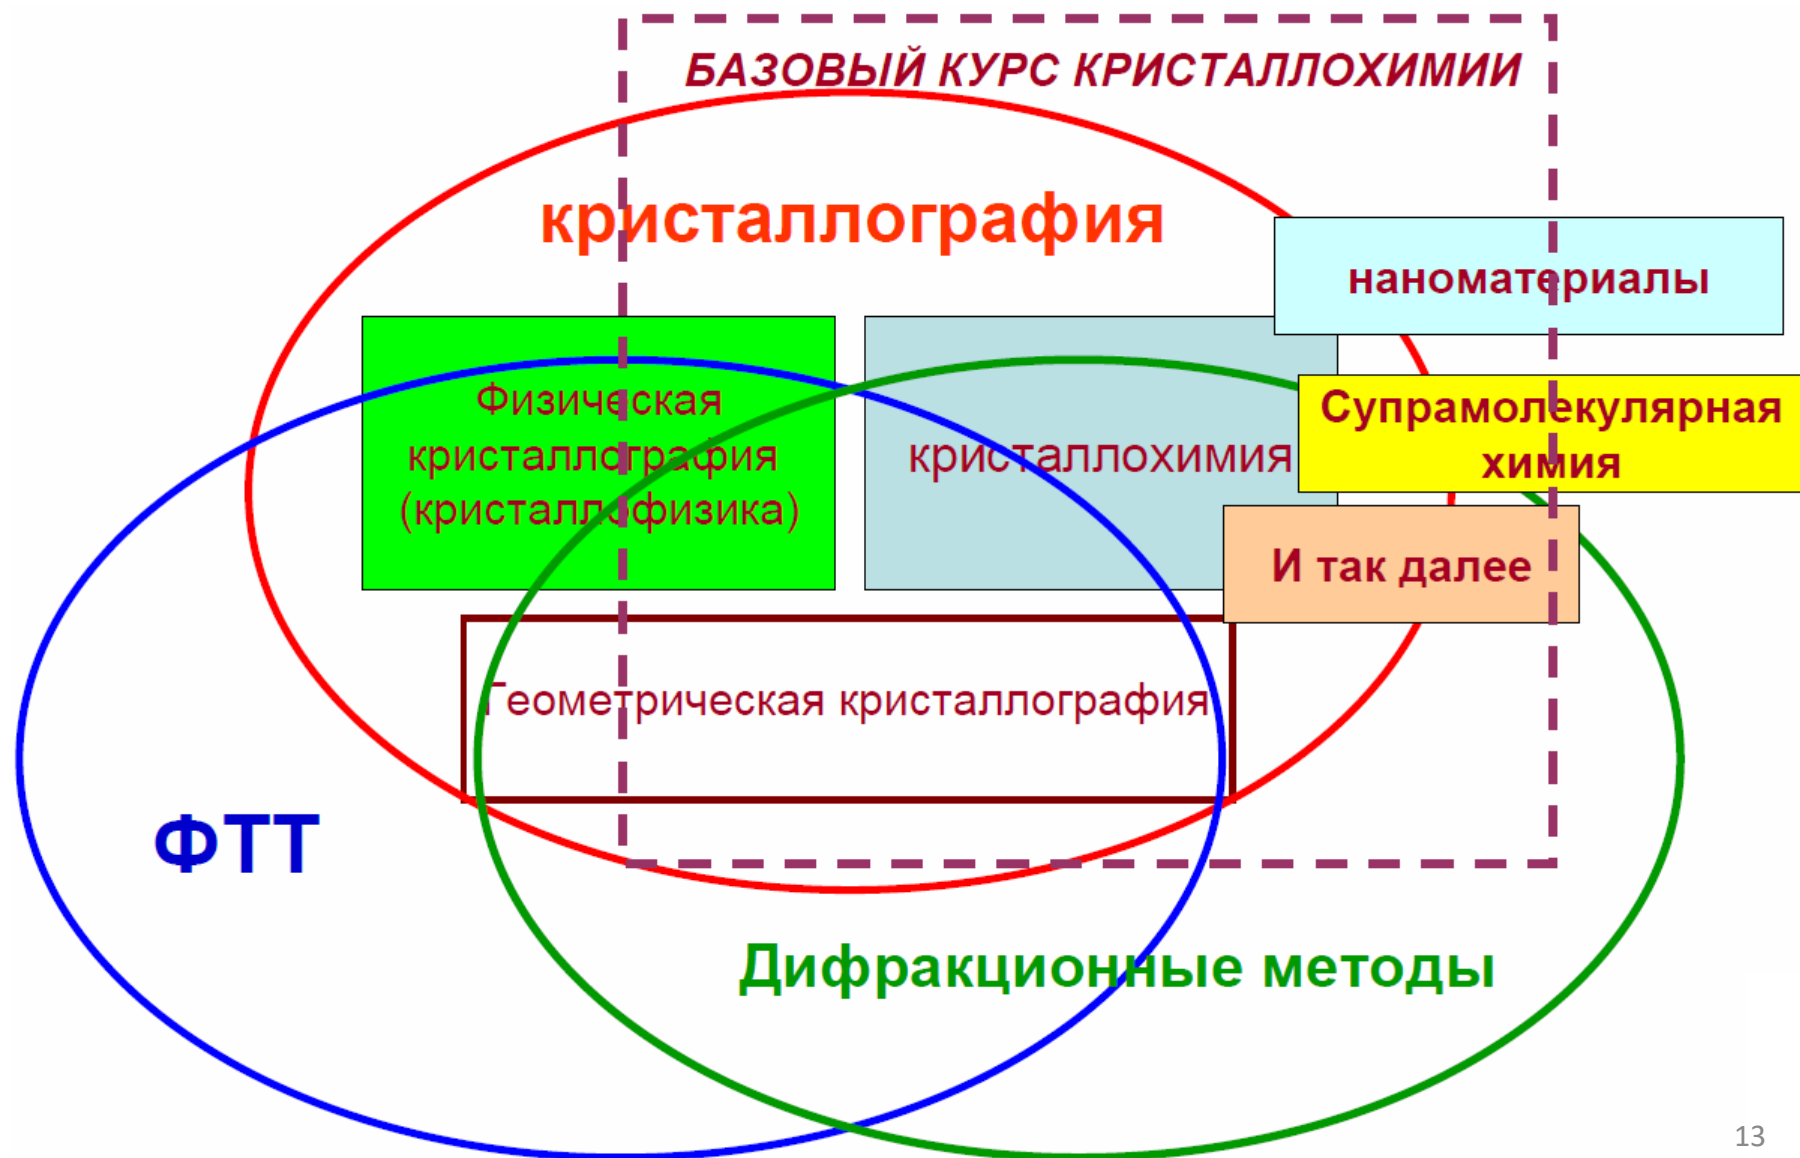 БАЗОВЫЙ КУРС КРИСТАЛЛОХИМИИ
кристаллография
наноматериалы
Физическая
кристаллография
(кристаллофизика)
кристаллохимия
Супрамолекулярная
химия
И так далее
Геометрическая кристаллография
ФТТ
Дифракционные методы
13